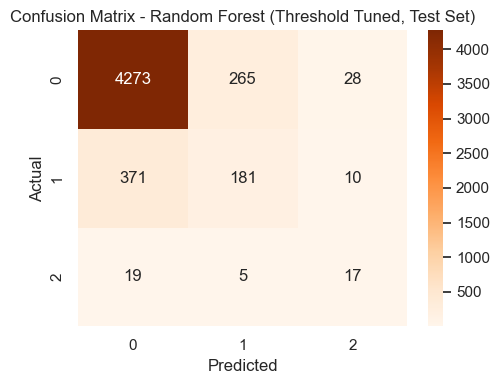 Confusion Matrix - Random Forest (Threshold Tuned, Test Set)
4273 265 28
371 181 10
19 5 17
0
1
2
Actual
0 1 2
Predicted
4000
3500
3000
2500
2000
1500
1000
500